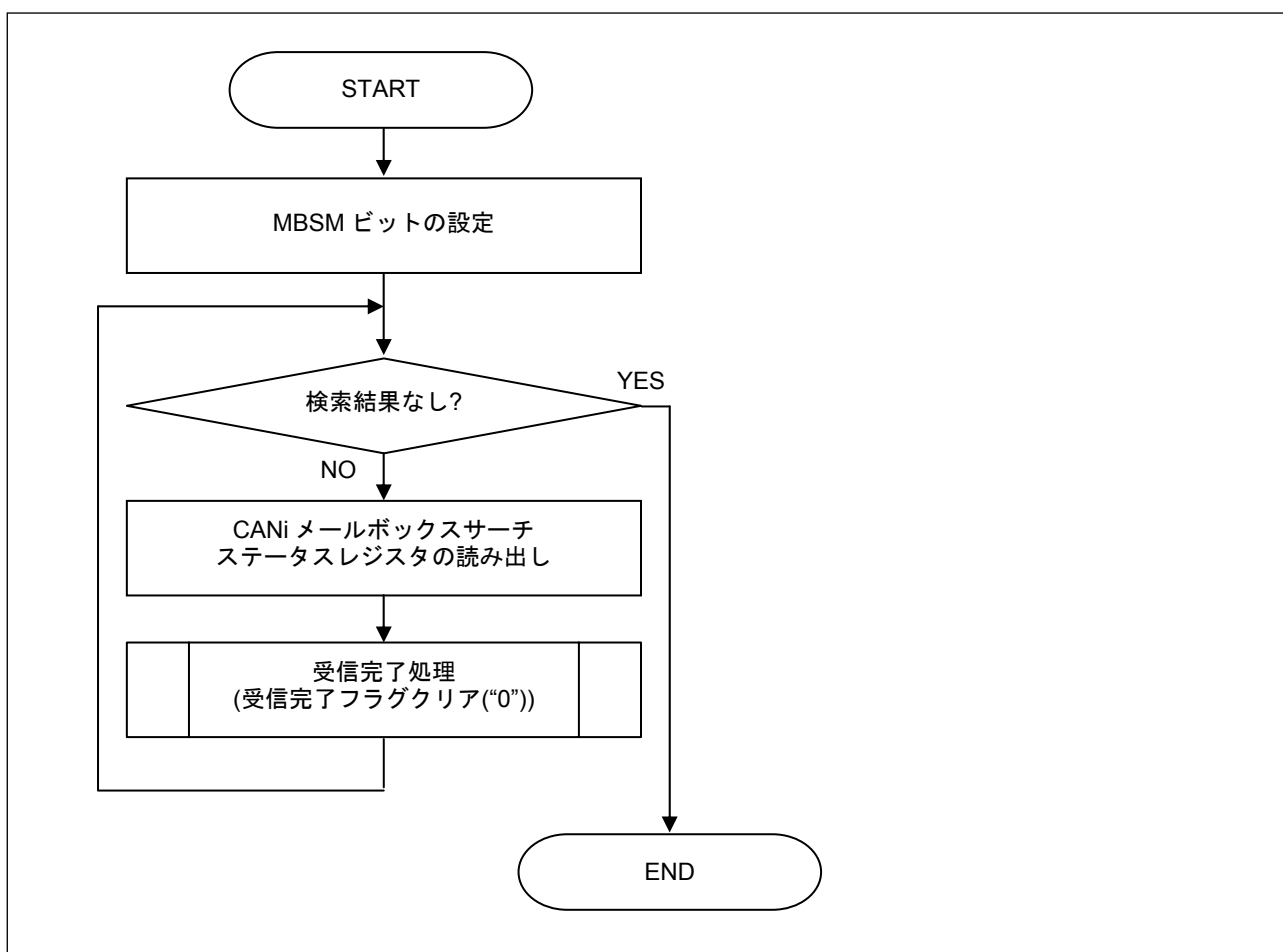 START
MBSM ビットの設定
検索結果なし?
YES
NO
CANi メールボックスサーチ
ステータスレジスタの読み出し
受信完了処理
(受信完了フラグクリア(“0”))
END